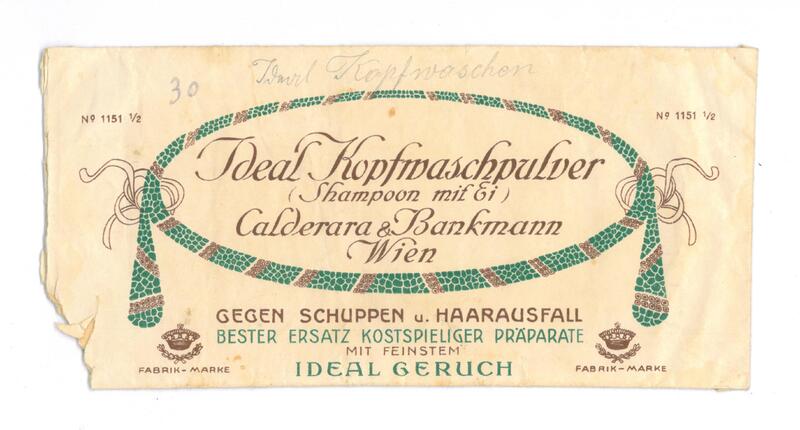 30
Ideal Kopfwaschen
Nº 1151 ½
Nº 1151 ½
Ideal Kopfwaschpulver
(Shampoon mit Ei)
Calderara & Bankmann
Wien
GEGEN SCHUPPEN u. HAARAUSFALL
BESTER ERSATZ KOSTSPIELIGER PRÄPARATE
MIT FEINSTEM
IDEAL GERUCH
FABRIK-MARKE
FABRIK-MARKE